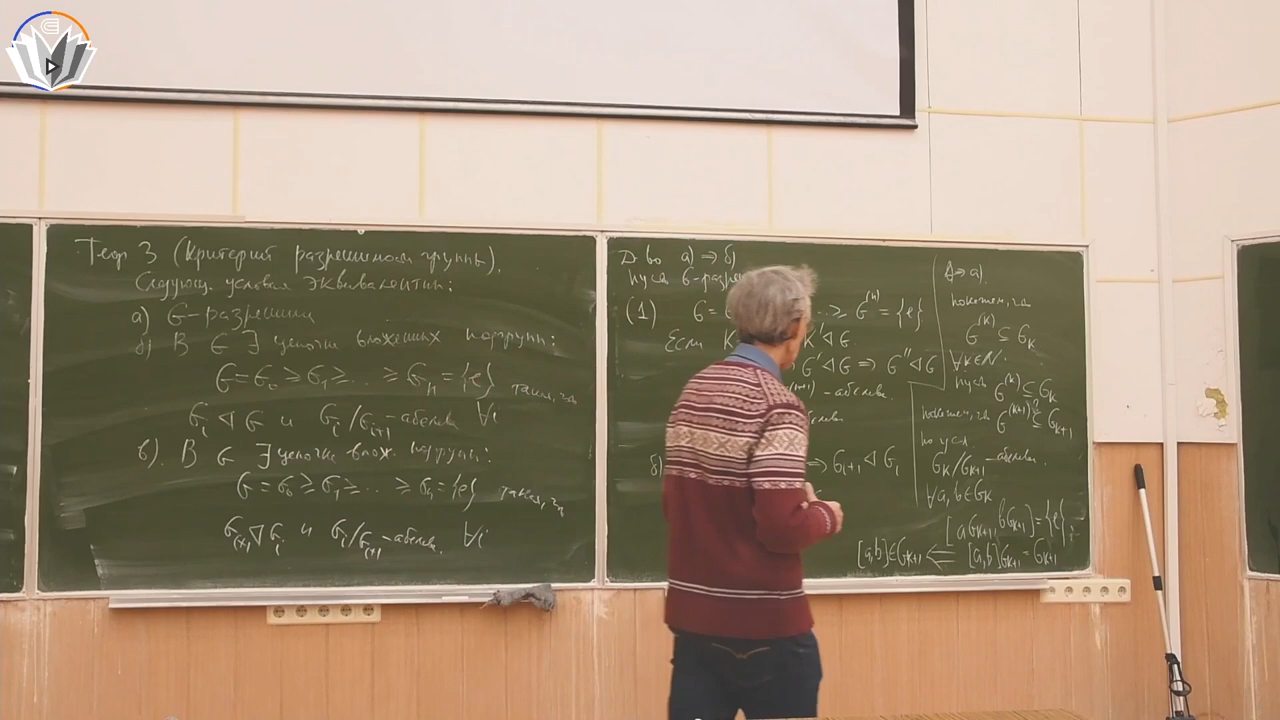 Теор 3 (Критерий разрешимости группы).
Следующ. условия эквивалентны:
а) G - разрешима
б) В G ∃ цепочка вложенных подгрупп:
G = G₀ ≥ G₁ ≥ ... ≥ Gₙ = {e} такая, что
Gᵢ ⊲ G и Gᵢ/Gᵢ₊₁ - абелева ∀i
в). В G ∃ цепочка влож. подгрупп:
G = G₀ ≥ G₁ ≥ ... ≥ Gₙ = {e} такая, что
Gᵢ₊₁ ⊲ Gᵢ и Gᵢ/Gᵢ₊₁ - абелева, ∀i
Д-во а) ⇒ б)
Пусть G - разреш
(1) G = G ≥ G⁽ⁿ⁾ = {e}
Если K K' ⊲ G
G' ⊲ G ⇒ G'' ⊲ G
⁽ⁱ⁺¹⁾ - абелева.
б) ⇒ Gᵢ₊₁ ⊲ Gᵢ
⇒ а).
покажем, что
G⁽ᵏ⁾ ⊆ Gₖ
∀k∈N.
Пусть G⁽ᵏ⁾ ⊆ Gₖ
покажем, что G⁽ᵏ⁺¹⁾ ⊆ Gₖ₊₁
по усл
Gₖ/Gₖ₊₁ - абелева.
∀a,b∈Gₖ
[aGₖ₊₁, bGₖ₊₁] = {e}
[a,b]∈Gₖ₊₁ ⇐ [a,b]Gₖ₊₁ = Gₖ₊₁